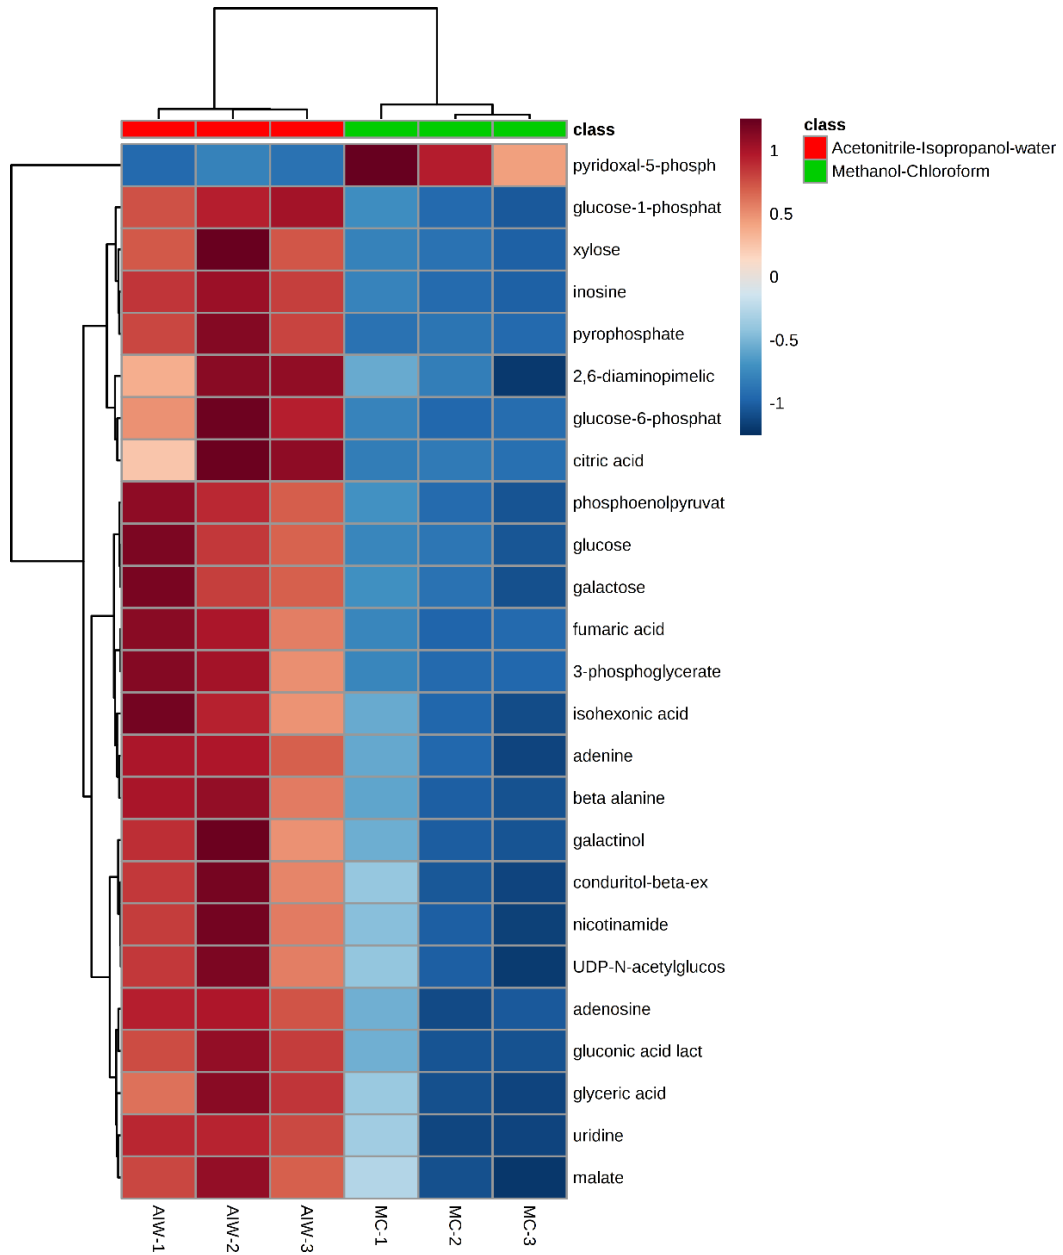 class
pyridoxal-5-phosph
glucose-1-phosphat
xylose
inosine
pyrophosphate
2,6-diaminopimelic
glucose-6-phosphat
citric acid
phosphoenolpyruvat
glucose
galactose
fumaric acid
3-phosphoglycerate
isohexonic acid
adenine
beta alanine
galactinol
conduritol-beta-ex
nicotinamide
UDP-N-acetylglucos
adenosine
gluconic acid lact
glyceric acid
uridine
malate
1
0.5
0
-0.5
-1
class
Acetonitrile-Isopropanol-water
Methanol-Chloroform
AIW-1
AIW-2
AIW-3
MC-1
MC-2
MC-3